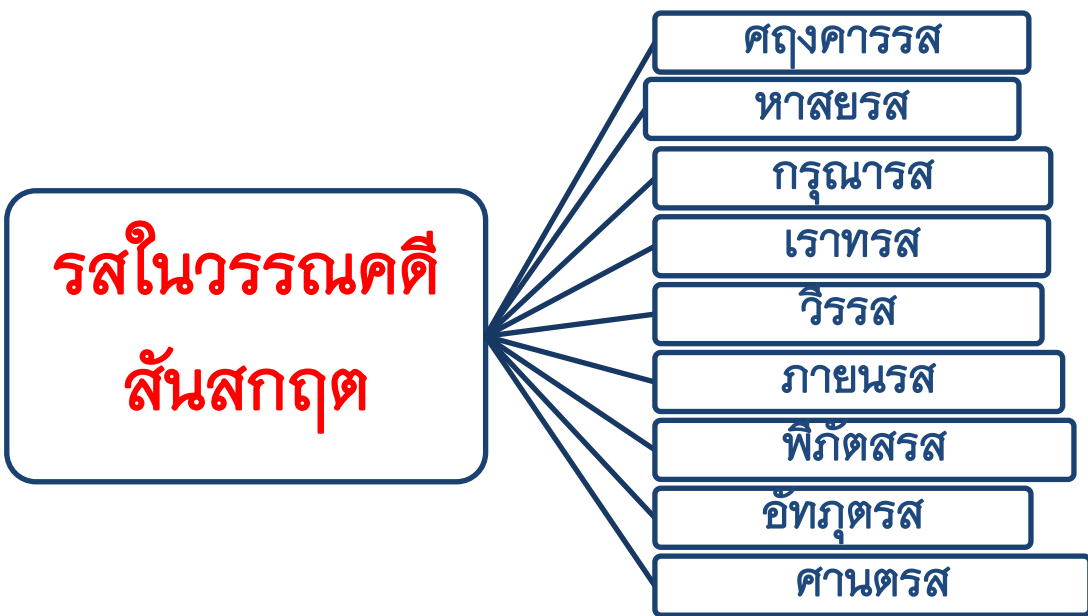 รสในวรรณคดี
สันสกฤต
ศฤงคารรส
หาสยรส
กรุณารส
เราทรส
วีรรส
ภายนรส
พีภัตสรส
อัทภุตรส
ศานตรส